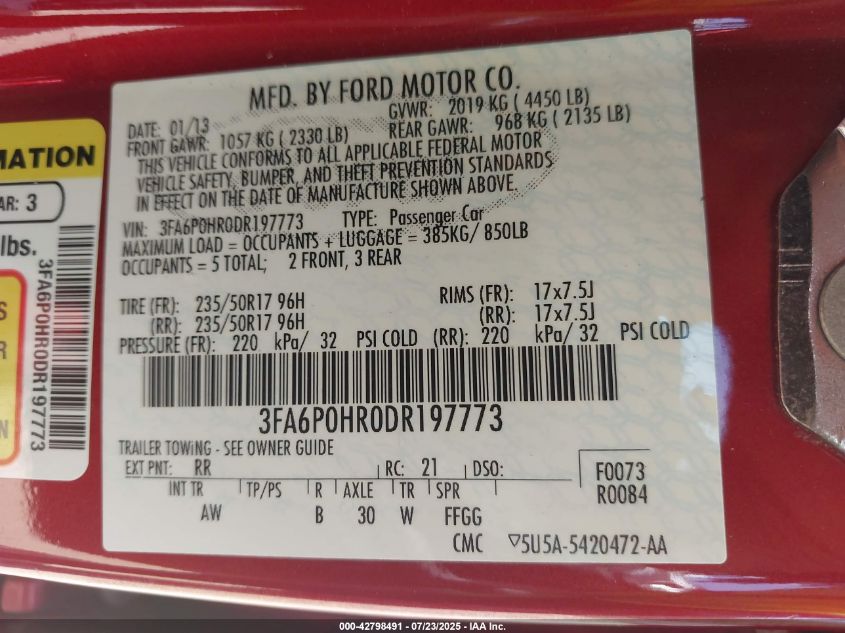 MFD. BY FORD MOTOR CO.
DATE: 01/13 GVWR: 2019 KG ( 4450 LB)
FRONT GAWR: 1057 KG ( 2330 LB) REAR GAWR: 968 KG ( 2135 LB)
THIS VEHICLE CONFORMS TO ALL APPLICABLE FEDERAL MOTOR
VEHICLE SAFETY, BUMPER, AND THEFT PREVENTION STANDARDS
IN EFFECT ON THE DATE OF MANUFACTURE SHOWN ABOVE.
VIN: 3FA6P0HR0DR197773 TYPE: Passenger Car
MAXIMUM LOAD = OCCUPANTS + LUGGAGE = 385KG/ 850LB
OCCUPANTS = 5 TOTAL; 2 FRONT, 3 REAR
TIRE (FR): 235/50R17 96H RIMS (FR): 17x7.5J
(RR): 235/50R17 96H (RR): 17x7.5J
PRESSURE (FR): 220 kPa/ 32 PSI COLD (RR): 220 kPa/ 32 PSI COLD
3FA6P0HR0DR197773
TRAILER TOWING - SEE OWNER GUIDE
EXT PNT: RR RC: 21 DSO: F0073
R0084
INT TR TP/PS R AXLE TR SPR
AW B 30 W FFGG
CMC 5U5A-5420472-AA
MATION
AR: 3
lbs.
3FA6P0HR0DR197773
S
R
N
000-42798491 - 07/23/2025 - IAA Inc.